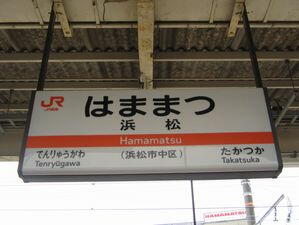 JR
はままつ
浜松
Hamamatsu
てんりゅうがわ
Tenryūgawa
(浜松市中区)
たかつか
Takatsuka
HAMAMATSU